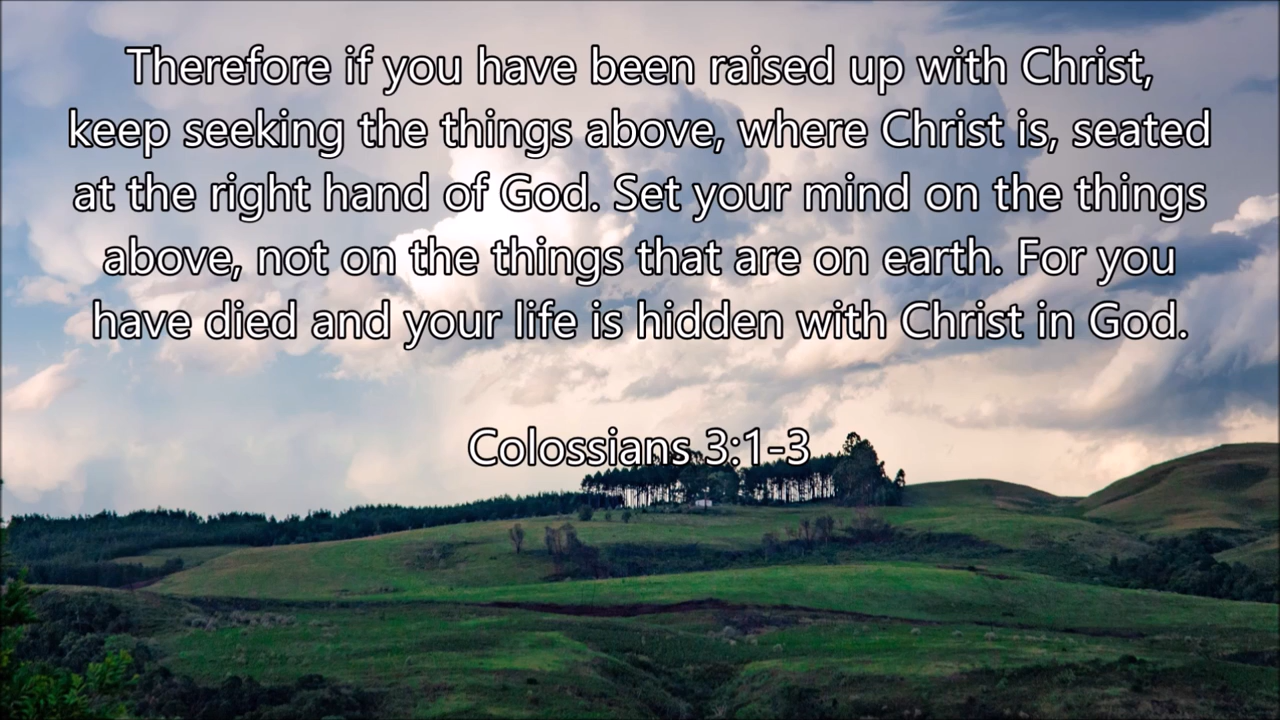 Therefore if you have been raised up with Christ,
keep seeking the things above, where Christ is, seated
at the right hand of God. Set your mind on the things
above, not on the things that are on earth. For you
have died and your life is hidden with Christ in God.
Colossians 3:1-3